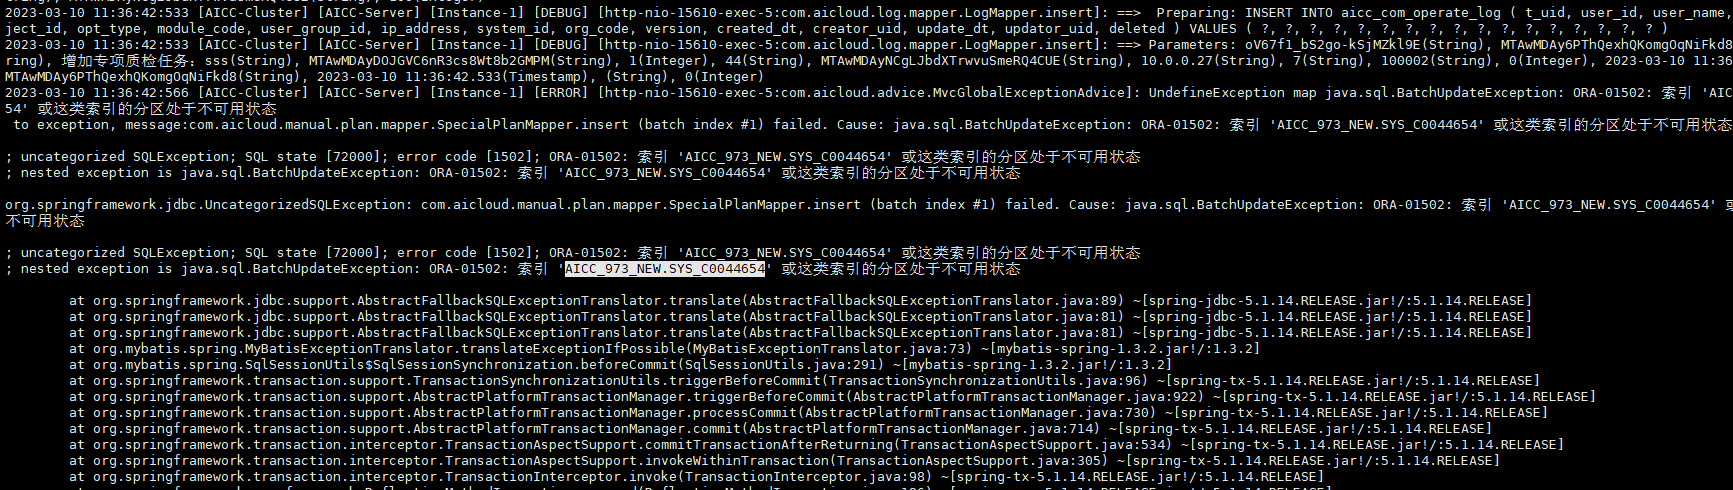 2023-03-10 11:36:42:533 [AICC-Cluster] [AICC-Server] [Instance-1] [DEBUG] [http-nio-15610-exec-5:com.aicloud.log.mapper.LogMapper.insert]: ==>  Preparing: INSERT INTO aicc_com_operate_log ( t_uid, user_id, user_name,
ject_id, opt_type, module_code, user_group_id, ip_address, system_id, org_code, version, created_dt, creator_uid, update_dt, updator_uid, deleted ) VALUES ( ?, ?, ?, ?, ?, ?, ?, ?, ?, ?, ?, ?, ?, ?, ?, ?, ?, ? )
2023-03-10 11:36:42:533 [AICC-Cluster] [AICC-Server] [Instance-1] [DEBUG] [http-nio-15610-exec-5:com.aicloud.log.mapper.LogMapper.insert]: ==> Parameters: oV67f1_bS2go-kSjMZkl9E(String), MTAwMDAy6PThQexhQKomgOqNiFkd8
ring), 增加专项质检任务: sss(String), MTAwMDAyDOJGVC6nR3cs8Wt8b2GMPM(String), 1(Integer), 44(String), MTAwMDAyNCgLJbdXTrwvuSmeRQ4CUE(String), 10.0.0.27(String), 7(String), 100002(String), 0(Integer), 2023-03-10 11:36
MTAwMDAy6PThQexhQKomgOqNiFkd8(String), 2023-03-10 11:36:42.533(Timestamp), (String), 0(Integer)
2023-03-10 11:36:42:566 [AICC-Cluster] [AICC-Server] [Instance-1] [ERROR] [http-nio-15610-exec-5:com.aicloud.advice.MvcGlobalExceptionAdvice]: UndefineException map java.sql.BatchUpdateException: ORA-01502: 索引 'AIC
54' 或这类索引的分区处于不可用状态
 to exception, message:com.aicloud.manual.plan.mapper.SpecialPlanMapper.insert (batch index #1) failed. Cause: java.sql.BatchUpdateException: ORA-01502: 索引 'AICC_973_NEW.SYS_C0044654' 或这类索引的分区处于不可用状态
; uncategorized SQLException; SQL state [72000]; error code [1502]; ORA-01502: 索引 'AICC_973_NEW.SYS_C0044654' 或这类索引的分区处于不可用状态
; nested exception is java.sql.BatchUpdateException: ORA-01502: 索引 'AICC_973_NEW.SYS_C0044654' 或这类索引的分区处于不可用状态
org.springframework.jdbc.UncategorizedSQLException: com.aicloud.manual.plan.mapper.SpecialPlanMapper.insert (batch index #1) failed. Cause: java.sql.BatchUpdateException: ORA-01502: 索引 'AICC_973_NEW.SYS_C0044654' 或
不可用状态
; uncategorized SQLException; SQL state [72000]; error code [1502]; ORA-01502: 索引 'AICC_973_NEW.SYS_C0044654' 或这类索引的分区处于不可用状态
; nested exception is java.sql.BatchUpdateException: ORA-01502: 索引 'AICC_973_NEW.SYS_C0044654' 或这类索引的分区处于不可用状态
        at org.springframework.jdbc.support.AbstractFallbackSQLExceptionTranslator.translate(AbstractFallbackSQLExceptionTranslator.java:89) ~[spring-jdbc-5.1.14.RELEASE.jar!/:5.1.14.RELEASE]
        at org.springframework.jdbc.support.AbstractFallbackSQLExceptionTranslator.translate(AbstractFallbackSQLExceptionTranslator.java:81) ~[spring-jdbc-5.1.14.RELEASE.jar!/:5.1.14.RELEASE]
        at org.springframework.jdbc.support.AbstractFallbackSQLExceptionTranslator.translate(AbstractFallbackSQLExceptionTranslator.java:81) ~[spring-jdbc-5.1.14.RELEASE.jar!/:5.1.14.RELEASE]
        at org.mybatis.spring.MyBatisExceptionTranslator.translateExceptionIfPossible(MyBatisExceptionTranslator.java:73) ~[mybatis-spring-1.3.2.jar!/:1.3.2]
        at org.mybatis.spring.SqlSessionUtils$SqlSessionSynchronization.beforeCommit(SqlSessionUtils.java:291) ~[mybatis-spring-1.3.2.jar!/:1.3.2]
        at org.springframework.transaction.support.TransactionSynchronizationUtils.triggerBeforeCommit(TransactionSynchronizationUtils.java:96) ~[spring-tx-5.1.14.RELEASE.jar!/:5.1.14.RELEASE]
        at org.springframework.transaction.support.AbstractPlatformTransactionManager.triggerBeforeCommit(AbstractPlatformTransactionManager.java:922) ~[spring-tx-5.1.14.RELEASE.jar!/:5.1.14.RELEASE]
        at org.springframework.transaction.support.AbstractPlatformTransactionManager.processCommit(AbstractPlatformTransactionManager.java:730) ~[spring-tx-5.1.14.RELEASE.jar!/:5.1.14.RELEASE]
        at org.springframework.transaction.support.AbstractPlatformTransactionManager.commit(AbstractPlatformTransactionManager.java:714) ~[spring-tx-5.1.14.RELEASE.jar!/:5.1.14.RELEASE]
        at org.springframework.transaction.interceptor.TransactionAspectSupport.commitTransactionAfterReturning(TransactionAspectSupport.java:534) ~[spring-tx-5.1.14.RELEASE.jar!/:5.1.14.RELEASE]
        at org.springframework.transaction.interceptor.TransactionAspectSupport.invokeWithinTransaction(TransactionAspectSupport.java:305) ~[spring-tx-5.1.14.RELEASE.jar!/:5.1.14.RELEASE]
        at org.springframework.transaction.interceptor.TransactionInterceptor.invoke(TransactionInterceptor.java:98) ~[spring-tx-5.1.14.RELEASE.jar!/:5.1.14.RELEASE]